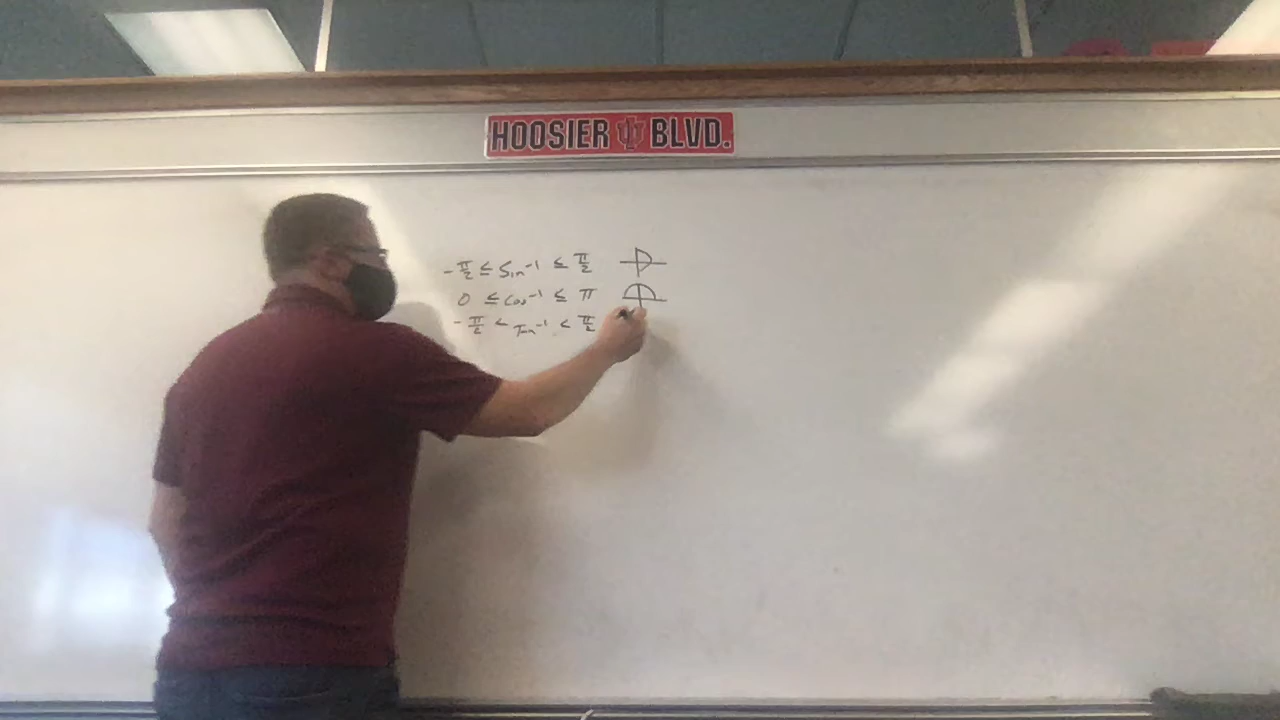 HOOSIER BLVD.
-π/2 ≤ Sin⁻¹ ≤ π/2
0 ≤ Cos⁻¹ ≤ π
-π/2 < Tan⁻¹ < π/2